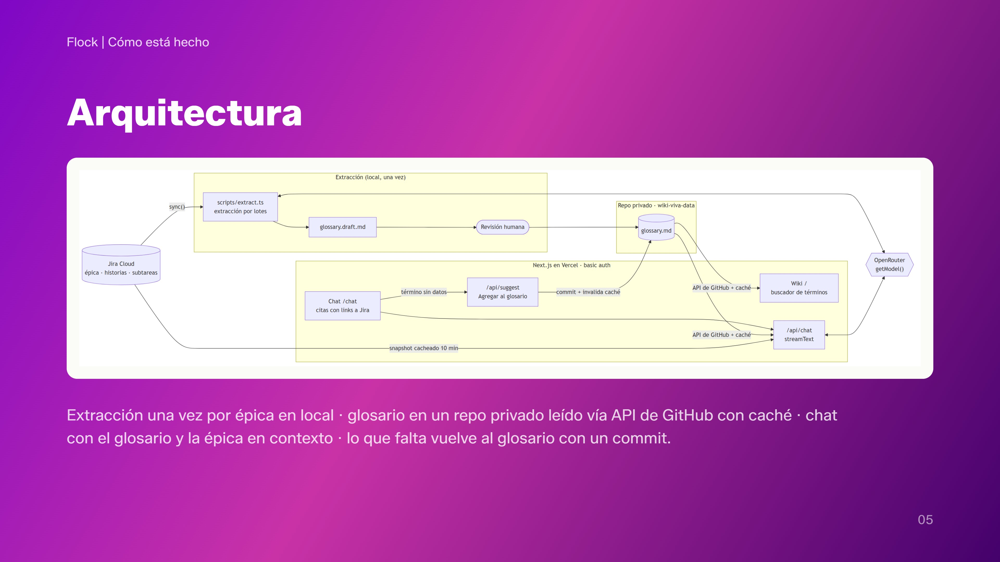 Flock | Cómo está hecho
Arquitectura
Extracción (local, una vez)
sync()
scripts/extract.ts
extracción por lotes
glossary.draft.md
Revisión humana
Repo privado · wiki-viva-data
glossary.md
Jira Cloud
épica · historias · subtareas
OpenRouter
getModel()
Next.js en Vercel · basic auth
Chat /chat
citas con links a Jira
término sin datos
/api/suggest
Agregar al glosario
commit + invalida caché
API de GitHub + caché
Wiki /
buscador de términos
API de GitHub + caché
/api/chat
streamText
snapshot cacheado 10 min
Extracción una vez por épica en local · glosario en un repo privado leído vía API de GitHub con caché · chat
con el glosario y la épica en contexto · lo que falta vuelve al glosario con un commit.
05